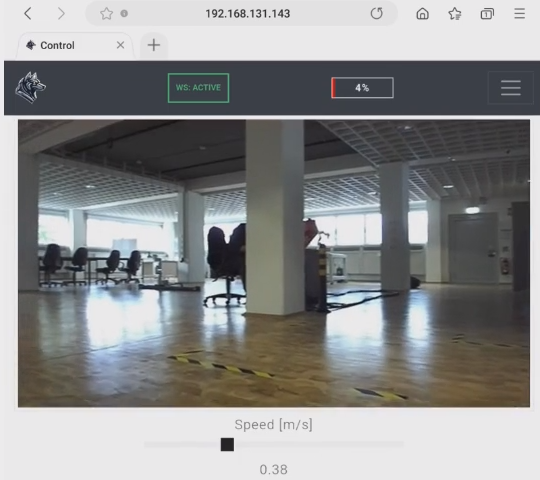 192.168.131.143
Control
WS: ACTIVE
4%
Speed [m/s]
0.38